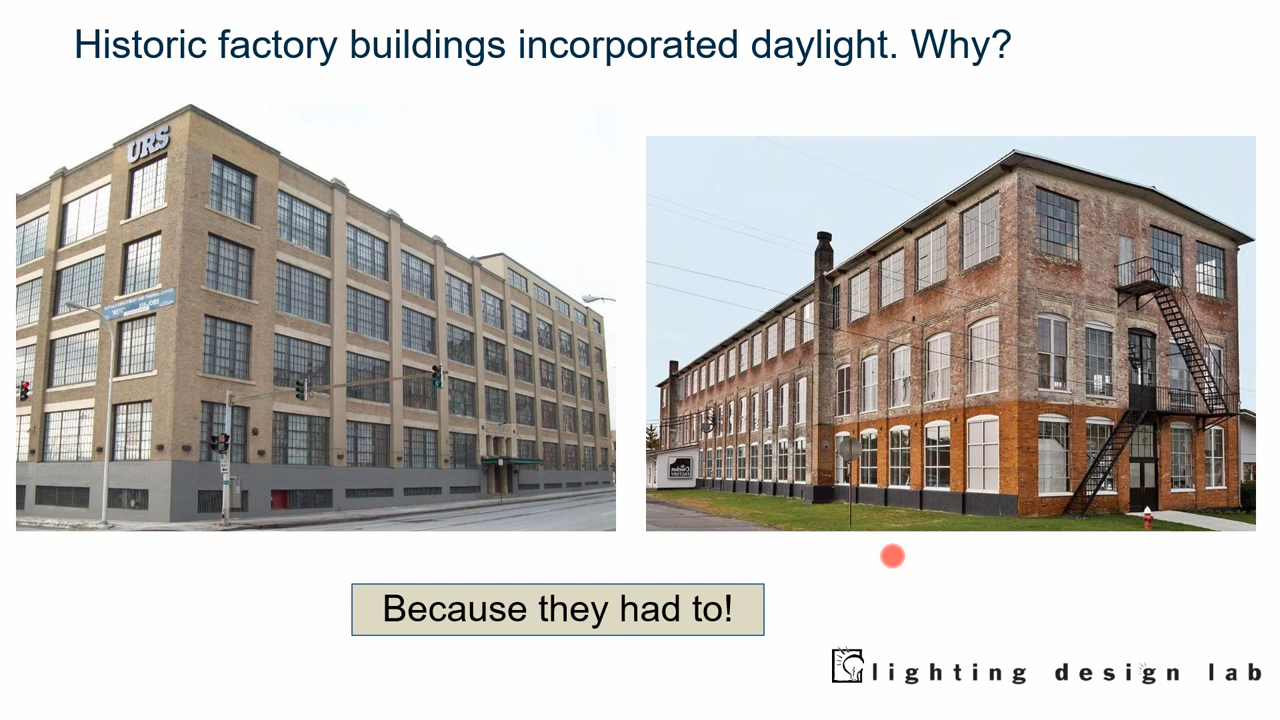 Historic factory buildings incorporated daylight. Why?
URS
Because they had to!
lighting design lab